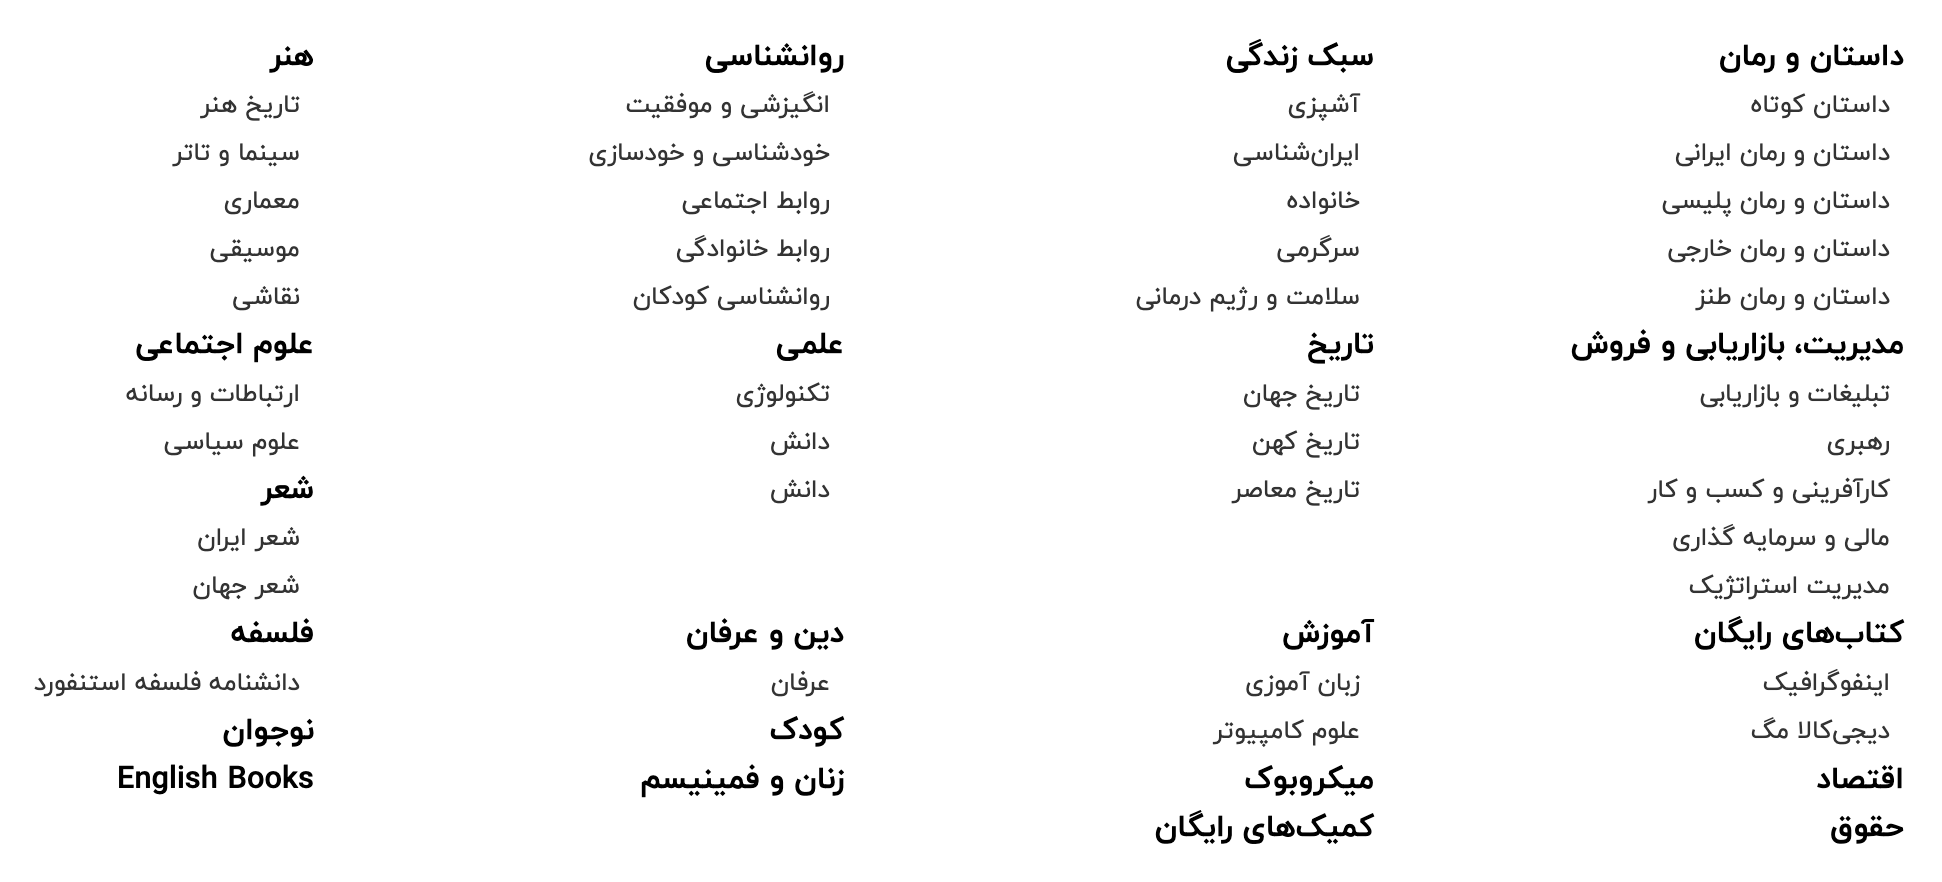 داستان و رمان
داستان کوتاه
داستان و رمان ایرانی
داستان و رمان پلیسی
داستان و رمان خارجی
داستان و رمان طنز
مدیریت، بازاریابی و فروش
تبلیغات و بازاریابی
رهبری
کارآفرینی و کسب و کار
مالی و سرمایه گذاری
مدیریت استراتژیک
کتاب‌های رایگان
اینفوگرافیک
دیجی‌کالا مگ
اقتصاد
حقوق
سبک زندگی
آشپزی
ایران‌شناسی
خانواده
سرگرمی
سلامت و رژیم درمانی
تاریخ
تاریخ جهان
تاریخ کهن
تاریخ معاصر
آموزش
زبان آموزی
علوم کامپیوتر
میکروبوک
کمیک‌های رایگان
روانشناسی
انگیزشی و موفقیت
خودشناسی و خودسازی
روابط اجتماعی
روابط خانوادگی
روانشناسی کودکان
علمی
تکنولوژی
دانش
دانش
دین و عرفان
عرفان
کودک
زنان و فمینیسم
هنر
تاریخ هنر
سینما و تاتر
معماری
موسیقی
نقاشی
علوم اجتماعی
ارتباطات و رسانه
علوم سیاسی
شعر
شعر ایران
شعر جهان
فلسفه
دانشنامه فلسفه استنفورد
نوجوان
English Books